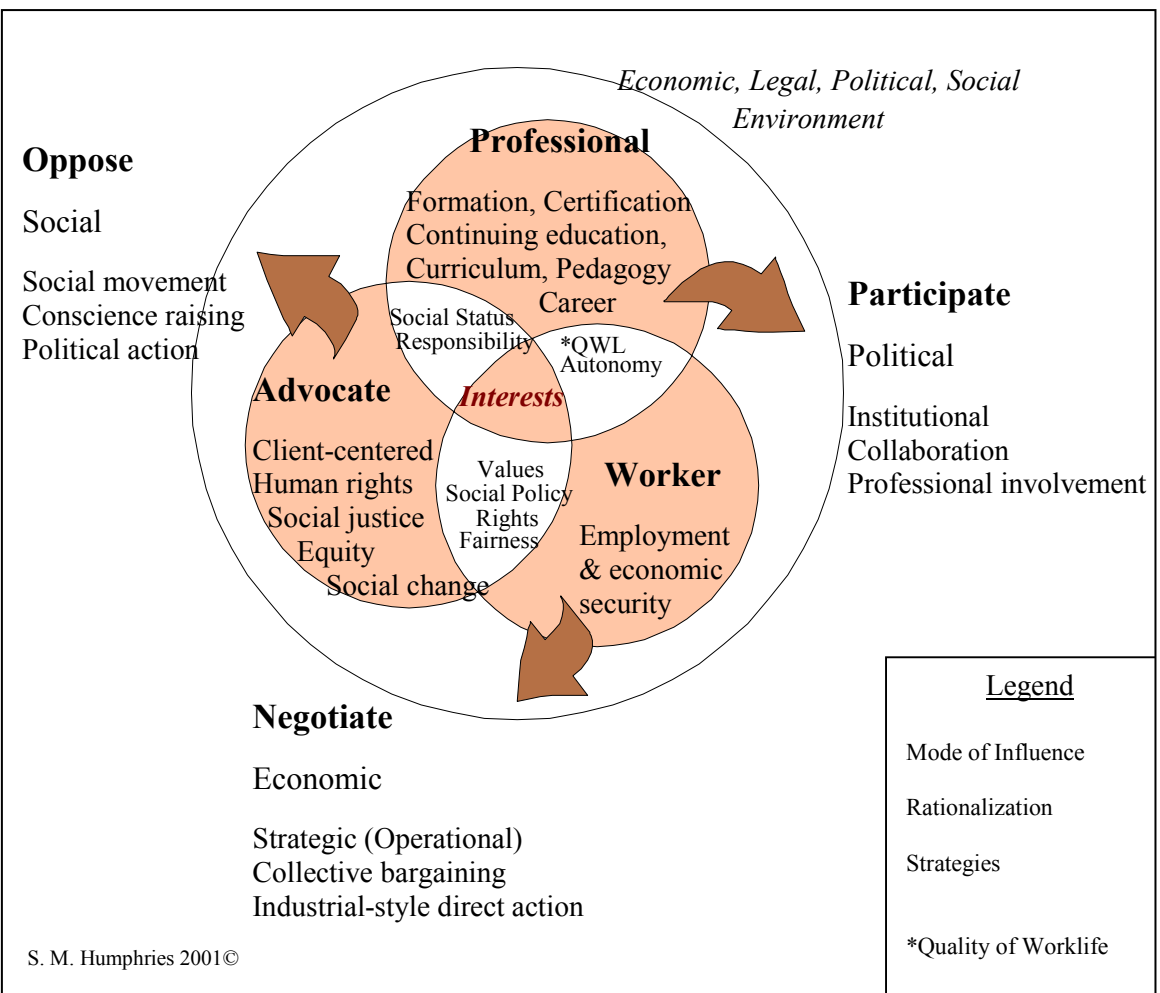 Economic, Legal, Political, Social
Environment
Professional
Formation, Certification
Continuing education,
Curriculum, Pedagogy
Career
Oppose
Social
Social movement
Conscience raising
Political action
Social Status
Responsibility
*QWL
Autonomy
Participate
Political
Institutional
Collaboration
Professional involvement
Interests
Advocate
Client-centered
Human rights
Social justice
Equity
Social change
Values
Social Policy
Rights
Fairness
Worker
Employment
& economic
security
Negotiate
Economic
Strategic (Operational)
Collective bargaining
Industrial-style direct action
Legend
Mode of Influence
Rationalization
Strategies
*Quality of Worklife
S. M. Humphries 2001©